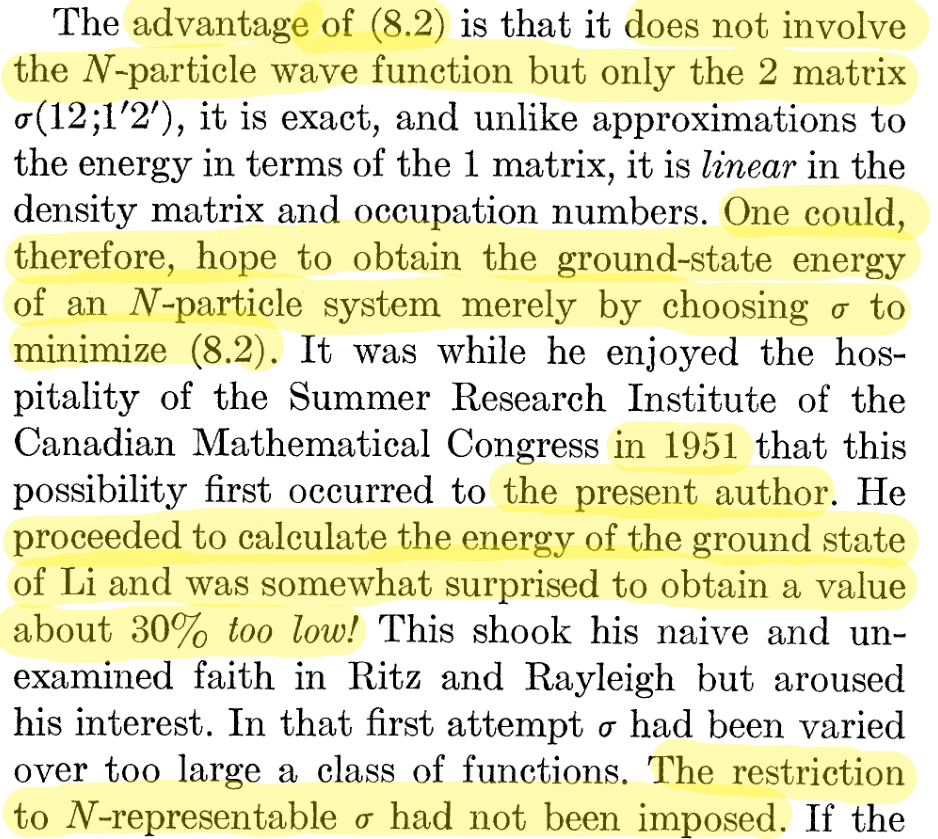 The advantage of (8.2) is that it does not involve
the N-particle wave function but only the 2 matrix
σ(12;1′2′), it is exact, and unlike approximations to
the energy in terms of the 1 matrix, it is linear in the
density matrix and occupation numbers. One could,
therefore, hope to obtain the ground-state energy
of an N-particle system merely by choosing σ to
minimize (8.2). It was while he enjoyed the hos-
pitality of the Summer Research Institute of the
Canadian Mathematical Congress in 1951 that this
possibility first occurred to the present author. He
proceeded to calculate the energy of the ground state
of Li and was somewhat surprised to obtain a value
about 30% too low! This shook his naive and un-
examined faith in Ritz and Rayleigh but aroused
his interest. In that first attempt σ had been varied
over too large a class of functions. The restriction
to N-representable σ had not been imposed. If the